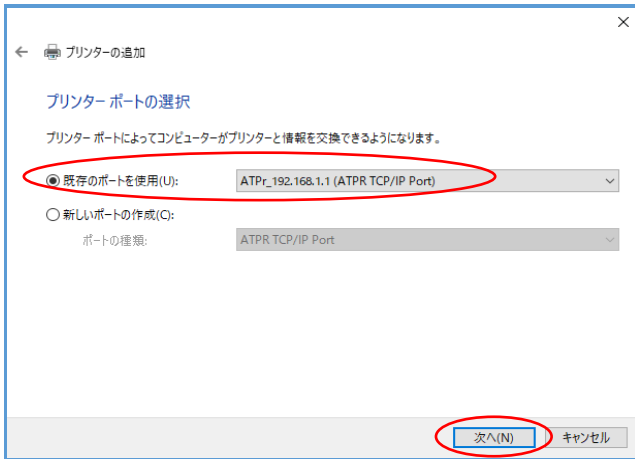 プリンターの追加
プリンター ポートの選択
プリンター ポートによってコンピューターがプリンターと情報を交換できるようになります。
既存のポートを使用(U): ATPr_192.168.1.1 (ATPR TCP/IP Port)
新しいポートの作成(C):
ポートの種類: ATPR TCP/IP Port
次へ(N) キャンセル